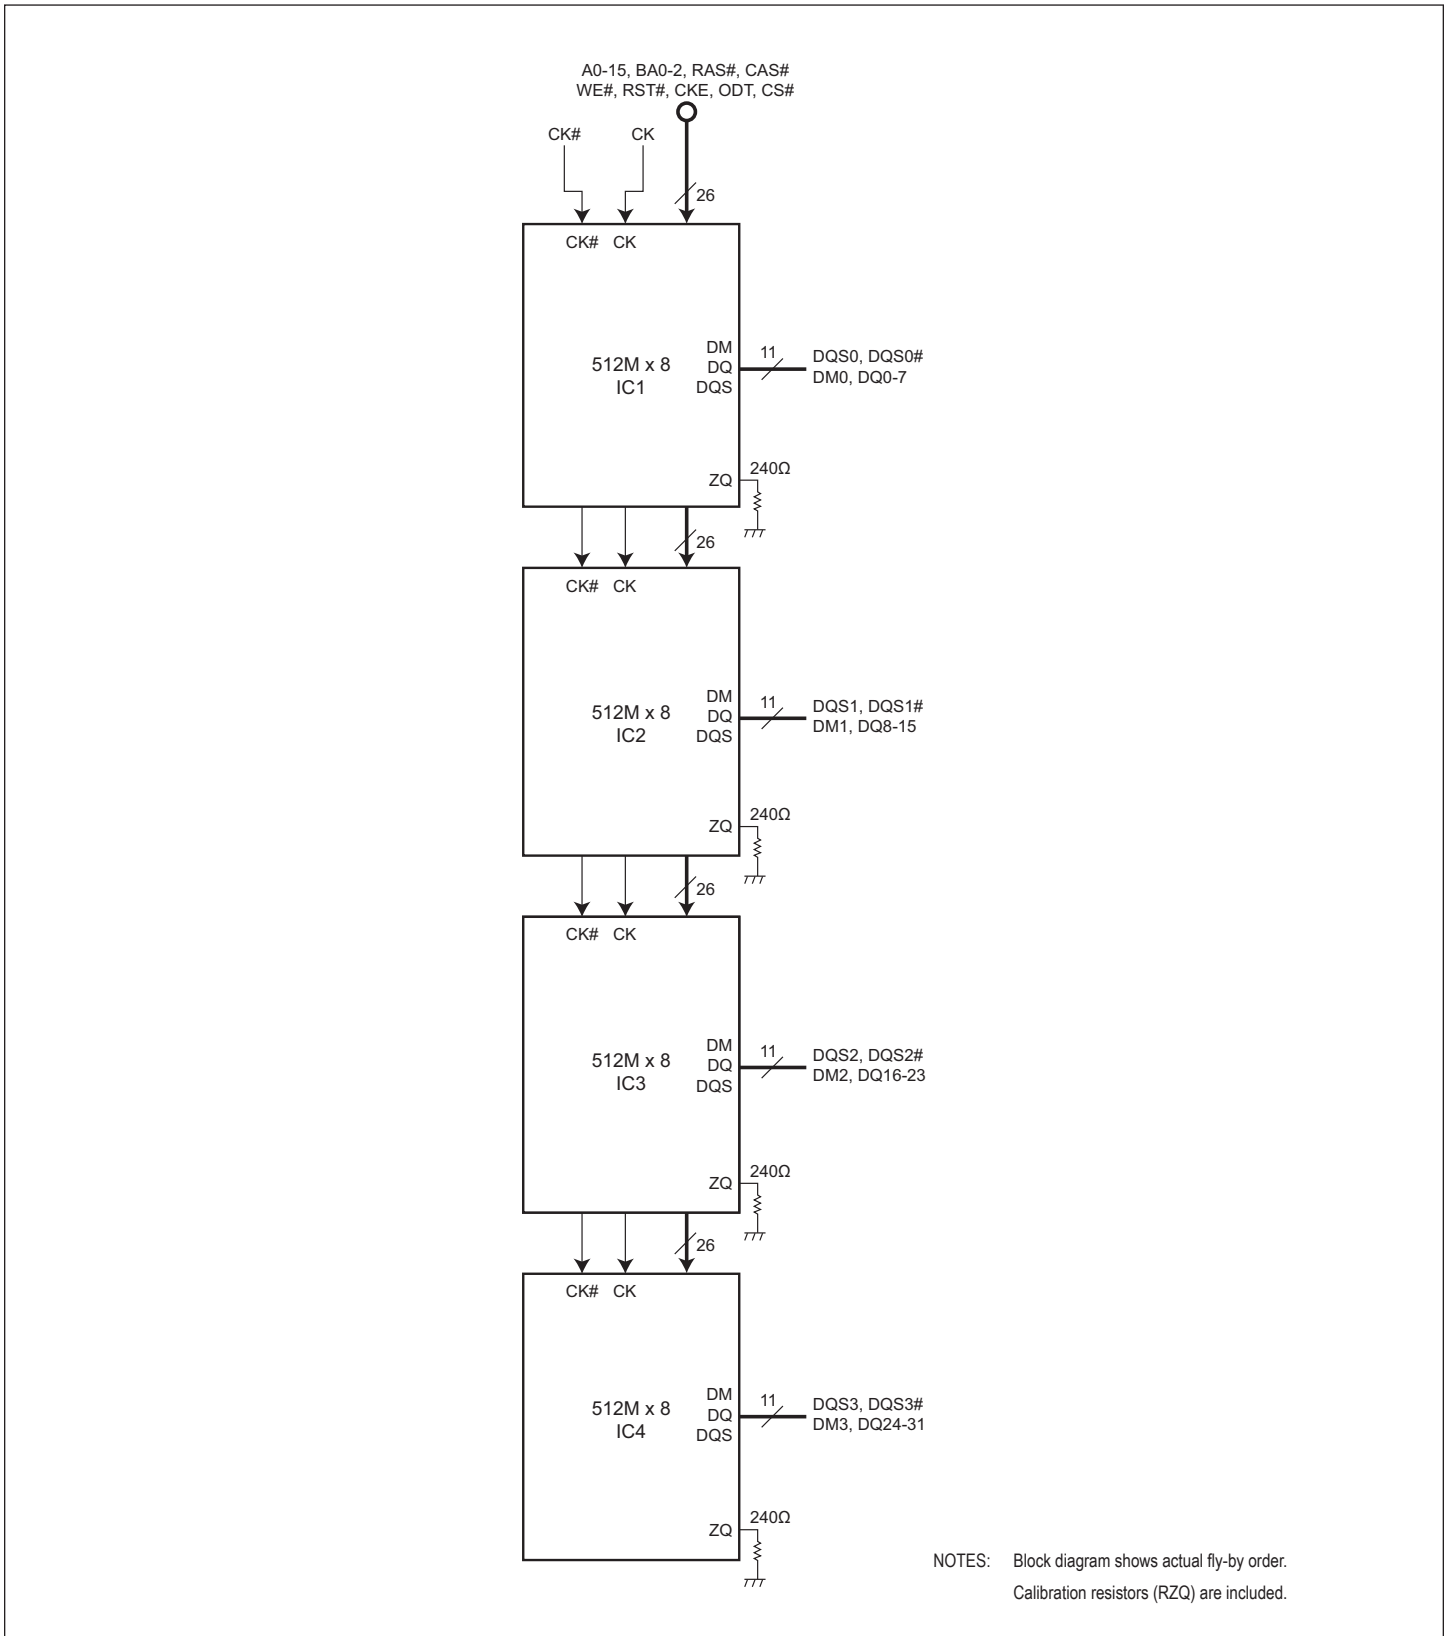 A0-15, BA0-2, RAS#, CAS#
WE#, RST#, CKE, ODT, CS#
CK#
CK
26
CK# CK
512M x 8
IC1
DM
DQ
DQS
11
DQS0, DQS0#
DM0, DQ0-7
ZQ
240Ω
26
CK# CK
512M x 8
IC2
DM
DQ
DQS
11
DQS1, DQS1#
DM1, DQ8-15
ZQ
240Ω
26
CK# CK
512M x 8
IC3
DM
DQ
DQS
11
DQS2, DQS2#
DM2, DQ16-23
ZQ
240Ω
26
CK# CK
512M x 8
IC4
DM
DQ
DQS
11
DQS3, DQS3#
DM3, DQ24-31
ZQ
240Ω
NOTES: Block diagram shows actual fly-by order.
Calibration resistors (RZQ) are included.